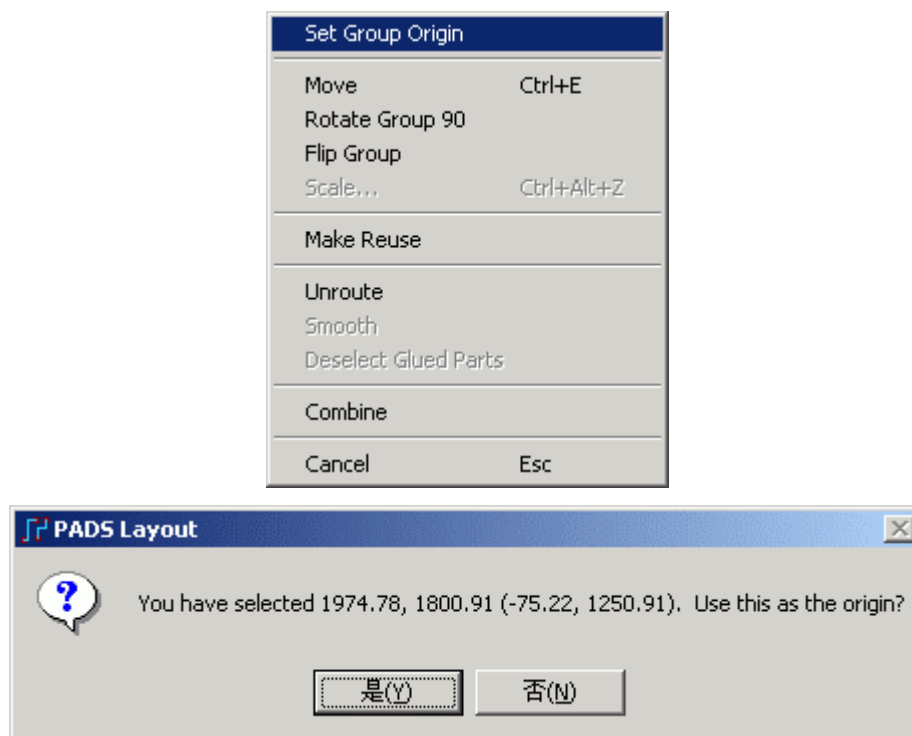 Set Group Origin
Move Ctrl+E
Rotate Group 90
Flip Group
Scale... Ctrl+Alt+Z
Make Reuse
Unroute
Smooth
Deselect Glued Parts
Combine
Cancel Esc
PADS Layout
You have selected 1974.78, 1800.91 (-75.22, 1250.91). Use this as the origin?
是(Y) 否(N)